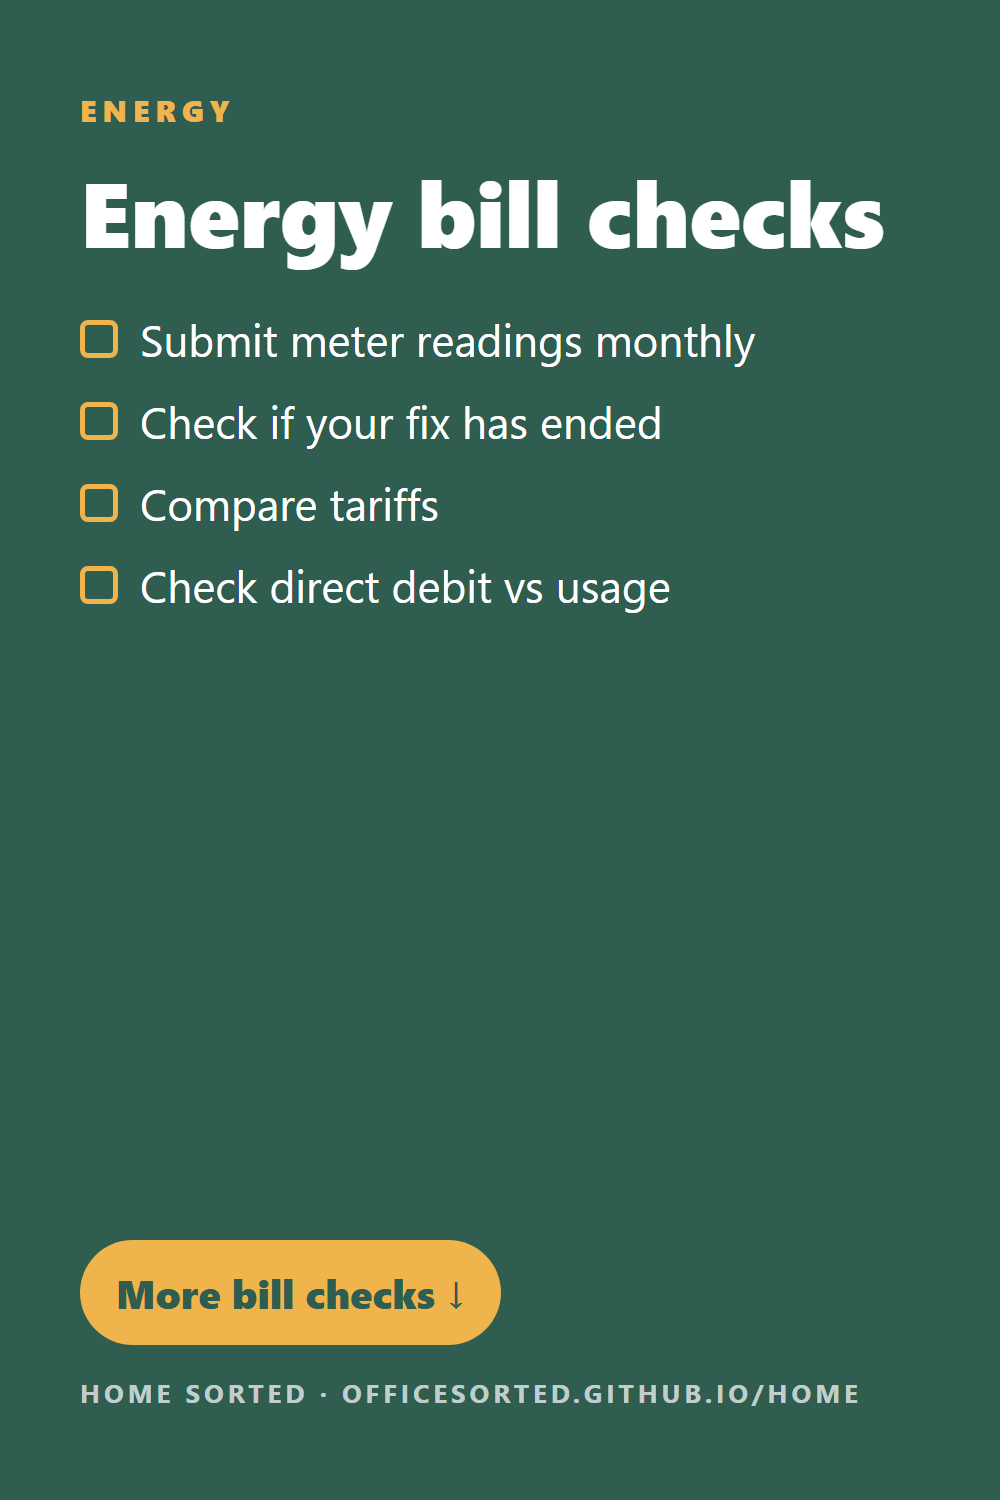 ENERGY
Energy bill checks
Submit meter readings monthly
Check if your fix has ended
Compare tariffs
Check direct debit vs usage
More bill checks ↓
HOME SORTED · OFFICESORTED.GITHUB.IO/HOME